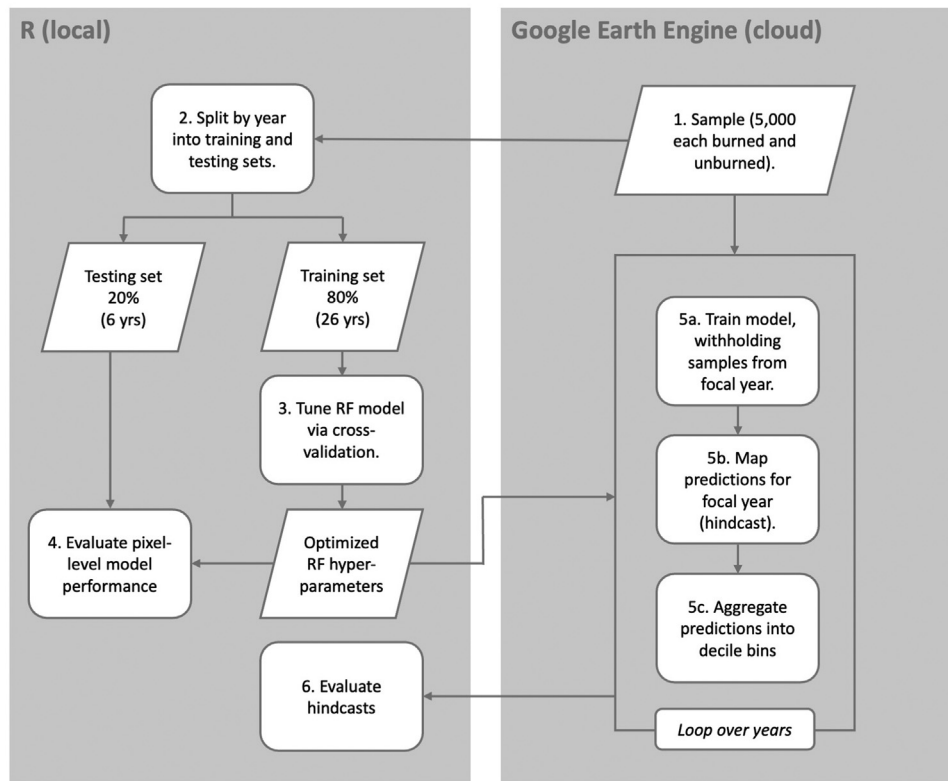 R (local)
Google Earth Engine (cloud)
1. Sample (5,000
each burned and
unburned).
2. Split by year
into training and
testing sets.
Testing set
20%
(6 yrs)
Training set
80%
(26 yrs)
3. Tune RF model
via cross-
validation.
4. Evaluate pixel-
level model
performance
Optimized
RF hyper-
parameters
5a. Train model,
withholding
samples from
focal year.
5b. Map
predictions for
focal year
(hindcast).
5c. Aggregate
predictions into
decile bins
Loop over years
6. Evaluate
hindcasts